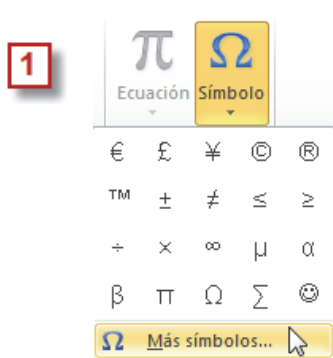 1
π Ω
Ecuación Símbolo
€ £ ¥ © ®
™ ± ≠ ≤ ≥
÷ × ∞ µ α
β π Ω ∑ ☺
Ω Más símbolos...